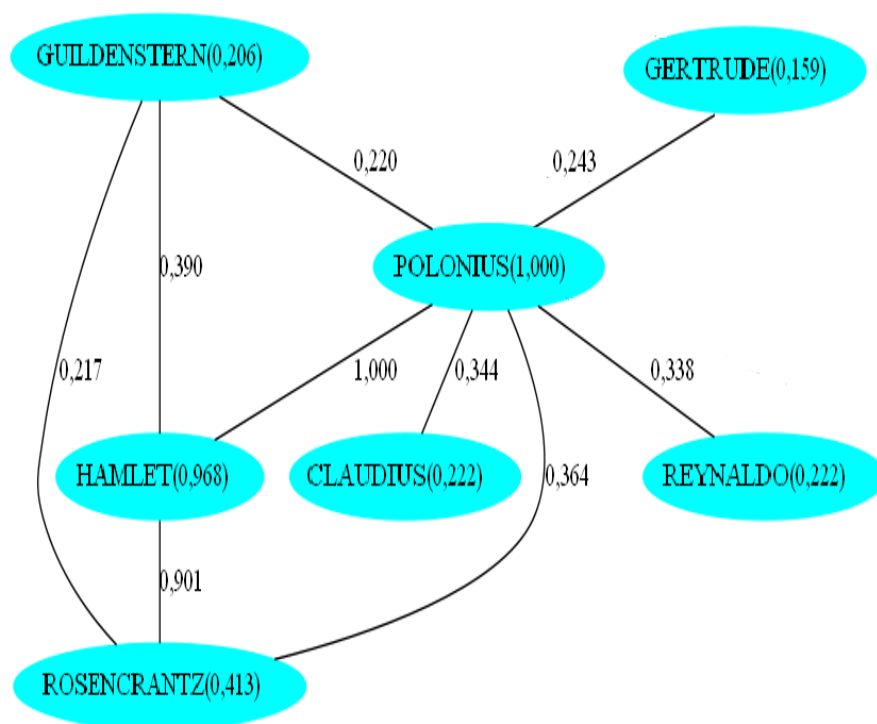 GUILDENSTERN(0,206)
GERTRUDE(0,159)
0,220
0,243
POLONIUS(1,000)
0,390
0,217
1,000
0,344
0,338
HAMLET(0,968)
CLAUDIUS(0,222)
0,364
REYNALDO(0,222)
0,901
ROSENCRANTZ(0,413)